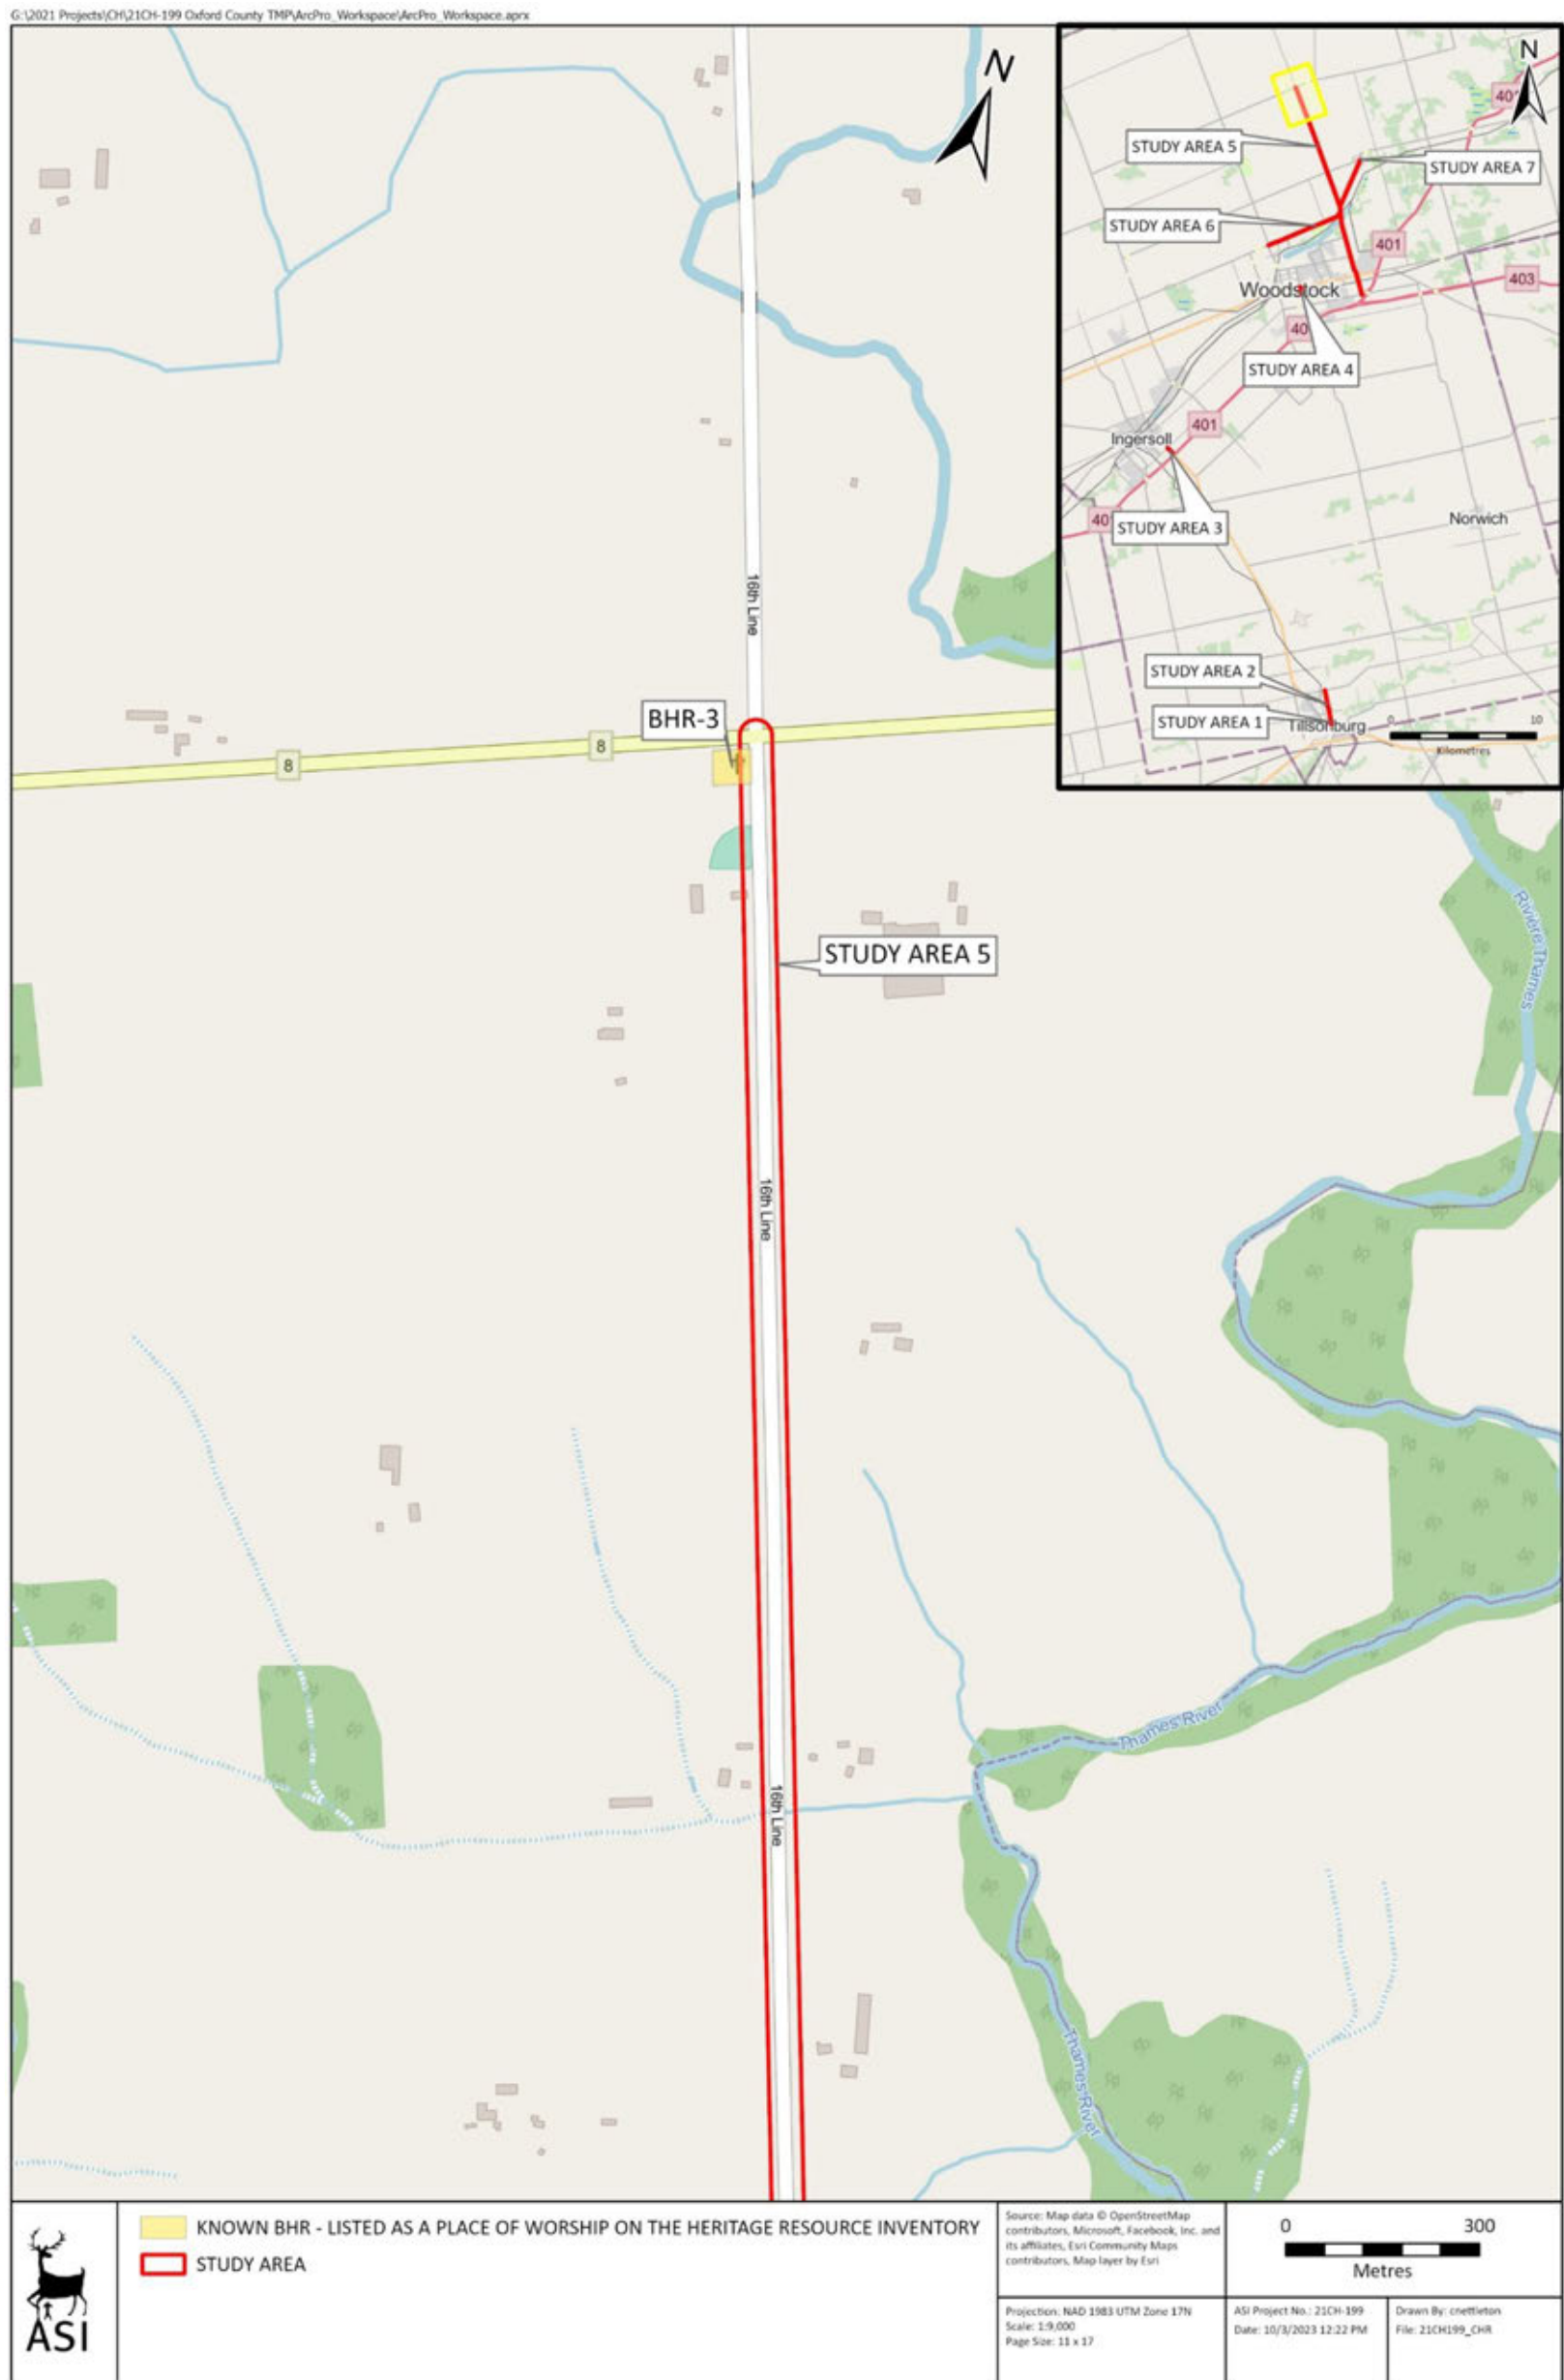 G:\2021 Projects\CH\21CH-199 Oxford County TMP\ArcPro_Workspace\ArcPro_Workspace.aprx
N
N
401
STUDY AREA 5
STUDY AREA 7
STUDY AREA 6
401
403
Woodstock
40
STUDY AREA 4
401
Ingersoll
40
STUDY AREA 3
Norwich
STUDY AREA 2
STUDY AREA 1
Tillsonburg
0
10
Kilometres
16th Line
BHR-3
8
8
STUDY AREA 5
Rivière Thames
16th Line
Thames River
16th Line
Thames River
ASI
KNOWN BHR - LISTED AS A PLACE OF WORSHIP ON THE HERITAGE RESOURCE INVENTORY
STUDY AREA
Source: Map data © OpenStreetMap
contributors, Microsoft, Facebook, Inc. and
its affiliates, Esri Community Maps
contributors, Map layer by Esri
0
300
Metres
Projection: NAD 1983 UTM Zone 17N
Scale: 1:9,000
Page Size: 11 x 17
ASI Project No.: 21CH-199
Date: 10/3/2023 12:22 PM
Drawn By: cnettleton
File: 21CH199_CHR